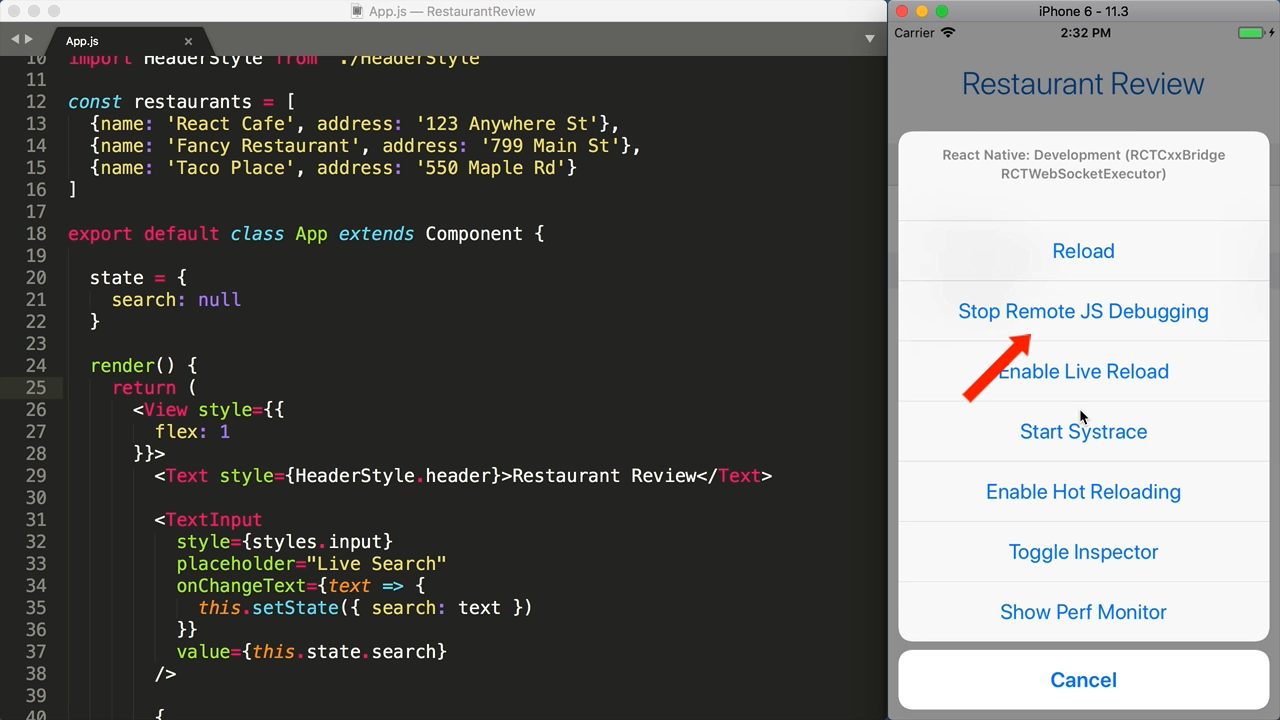 App.js — RestaurantReview
App.js
10 import HeaderStyle from './HeaderStyle'
11
12 const restaurants = [
13 {name: 'React Cafe', address: '123 Anywhere St'},
14 {name: 'Fancy Restaurant', address: '799 Main St'},
15 {name: 'Taco Place', address: '550 Maple Rd'}
16 ]
17
18 export default class App extends Component {
19
20 state = {
21 search: null
22 }
23
24 render() {
25 return (
26 <View style={{
27 flex: 1
28 }}>
29 <Text style={HeaderStyle.header}>Restaurant Review</Text>
30
31 <TextInput
32 style={styles.input}
33 placeholder="Live Search"
34 onChangeText={text => {
35 this.setState({ search: text })
36 }}
37 value={this.state.search}
38 />
39
40 {
iPhone 6 - 11.3
Carrier 2:32 PM
Restaurant Review
React Native: Development (RCTCxxBridge
RCTWebSocketExecutor)
Reload
Stop Remote JS Debugging
Enable Live Reload
Start Systrace
Enable Hot Reloading
Toggle Inspector
Show Perf Monitor
Cancel